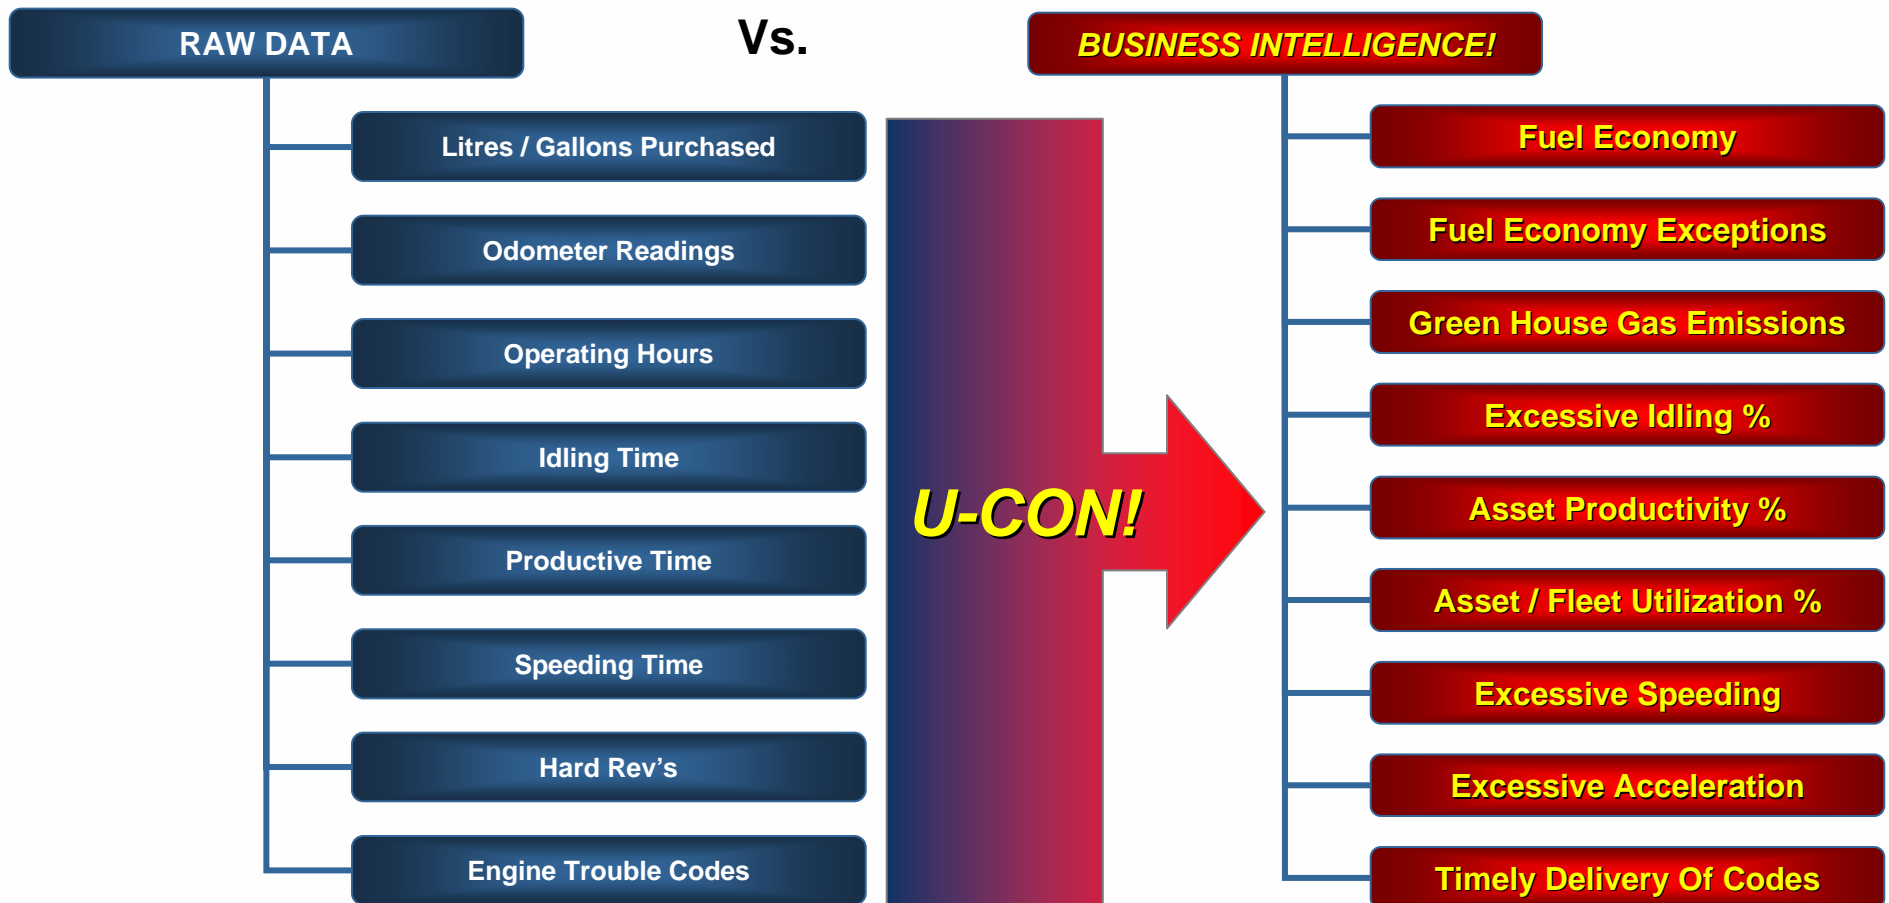 RAW DATA
Vs.
BUSINESS INTELLIGENCE!
Litres / Gallons Purchased
Odometer Readings
Operating Hours
Idling Time
Productive Time
Speeding Time
Hard Rev’s
Engine Trouble Codes
U-CON!
Fuel Economy
Fuel Economy Exceptions
Green House Gas Emissions
Excessive Idling %
Asset Productivity %
Asset / Fleet Utilization %
Excessive Speeding
Excessive Acceleration
Timely Delivery Of Codes